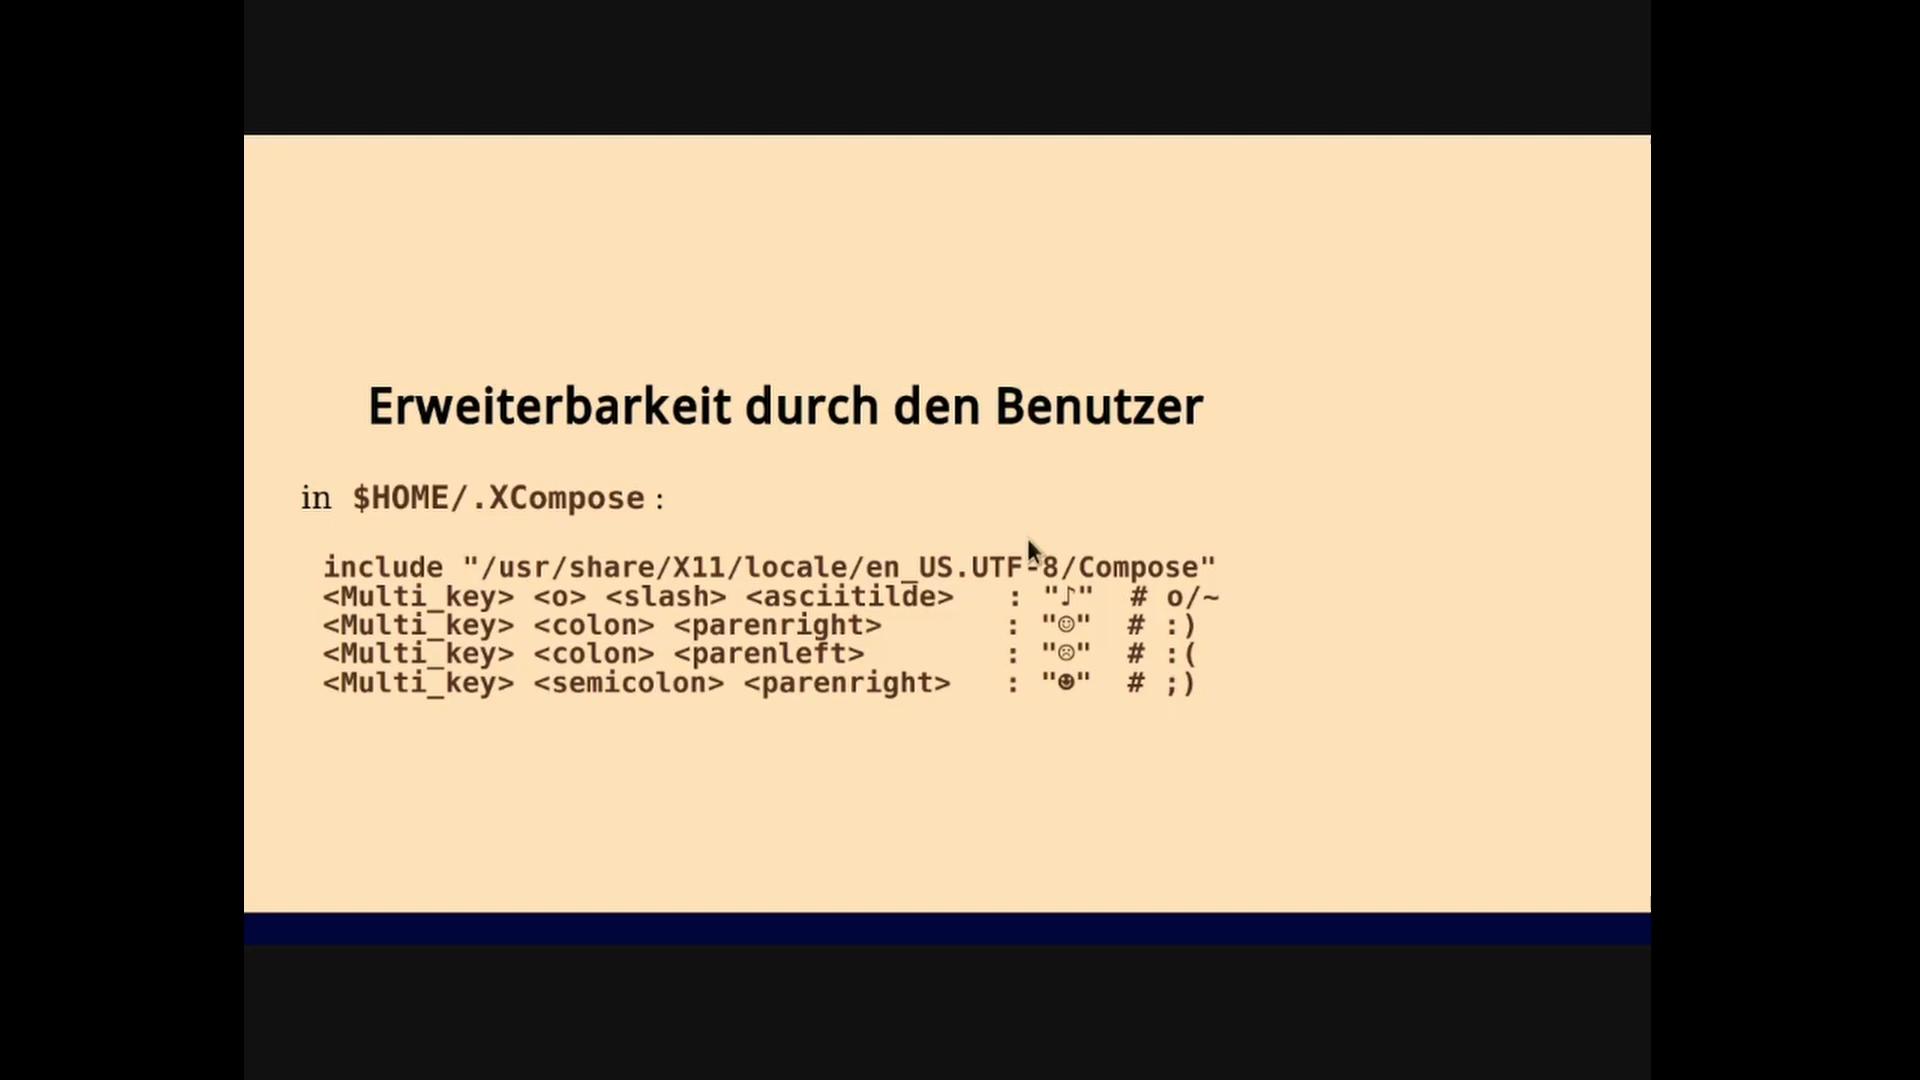 Erweiterbarkeit durch den Benutzer
in $HOME/.XCompose :
include "/usr/share/X11/locale/en_US.UTF-8/Compose"
<Multi_key> <o> <slash> <asciitilde>   : "♪"  # o/~
<Multi_key> <colon> <parenright>       : "☺"  # :)
<Multi_key> <colon> <parenleft>        : "☹"  # :(
<Multi_key> <semicolon> <parenright>   : "☻"  # ;)